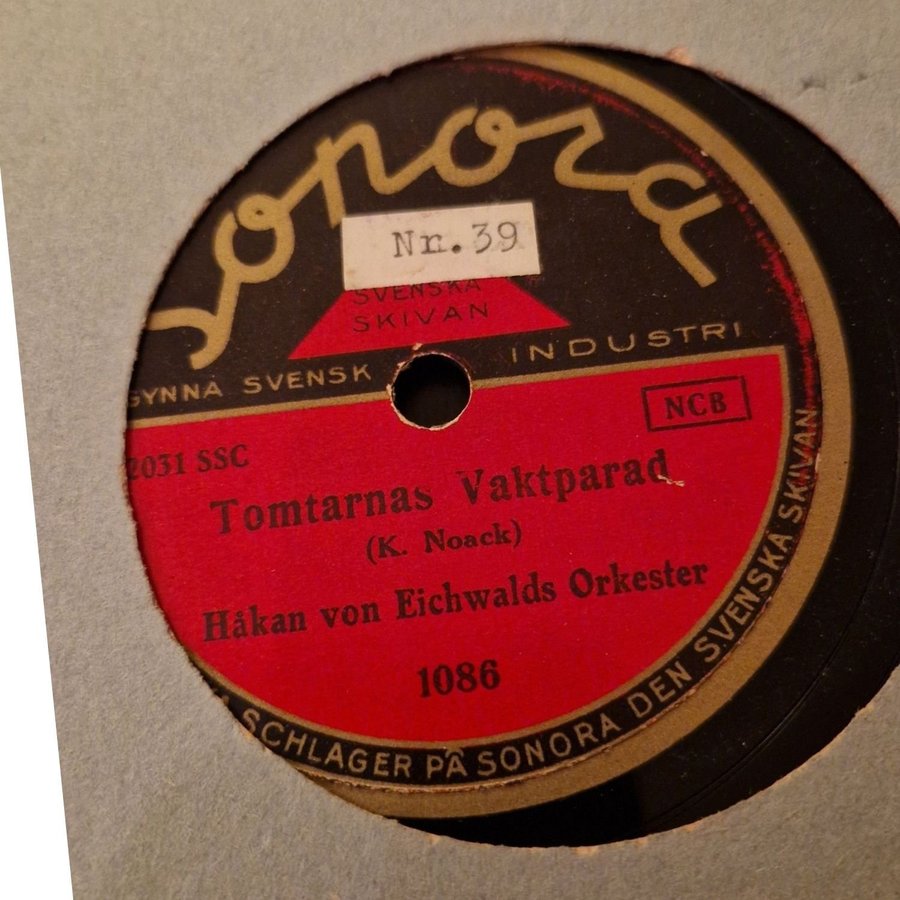 Sonora
Nr. 39
SVENSKA
SKIVAN
GYNNA SVENSK INDUSTRI
2031 SSC
NCB
Tomtarnas Vaktparad
(K. Noack)
Håkan von Eichwalds Orkester
1086
SCHLAGER PÅ SONORA DEN SVENSKA SKIVAN